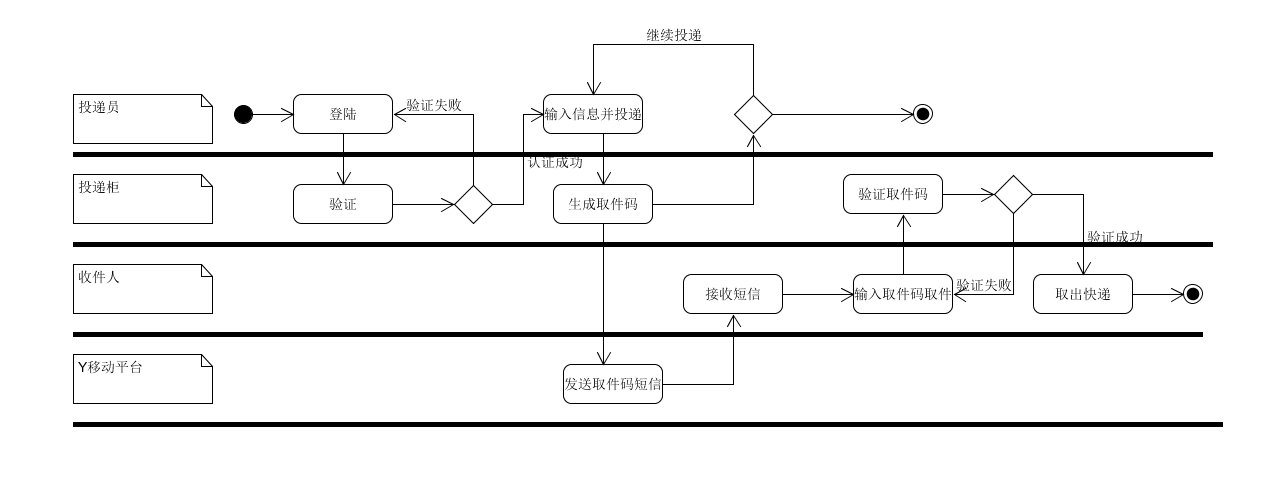 继续投递
投递员
登陆
验证失败
输入信息并投递
认证成功
投递柜
验证
生成取件码
验证取件码
验证成功
收件人
接收短信
输入取件码取件
验证失败
取出快递
Y移动平台
发送取件码短信